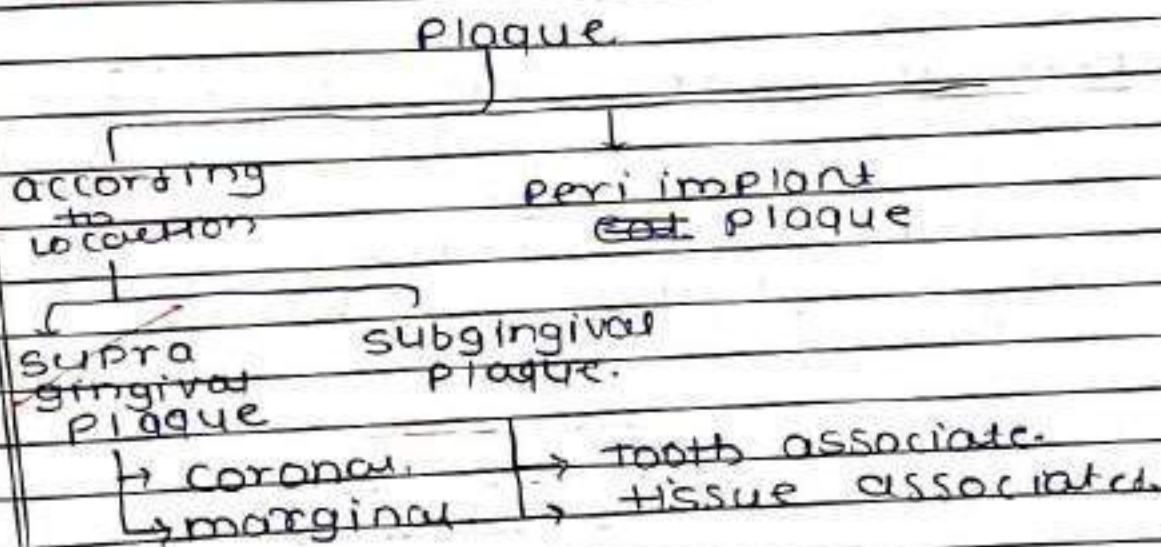 Plaque
according
to
Location
Peri implant
plaque
Supra
gingival
Plaque
Subgingival
Plaque.
→ coronal.
→ marginal
→ tooth associate.
→ tissue associated.